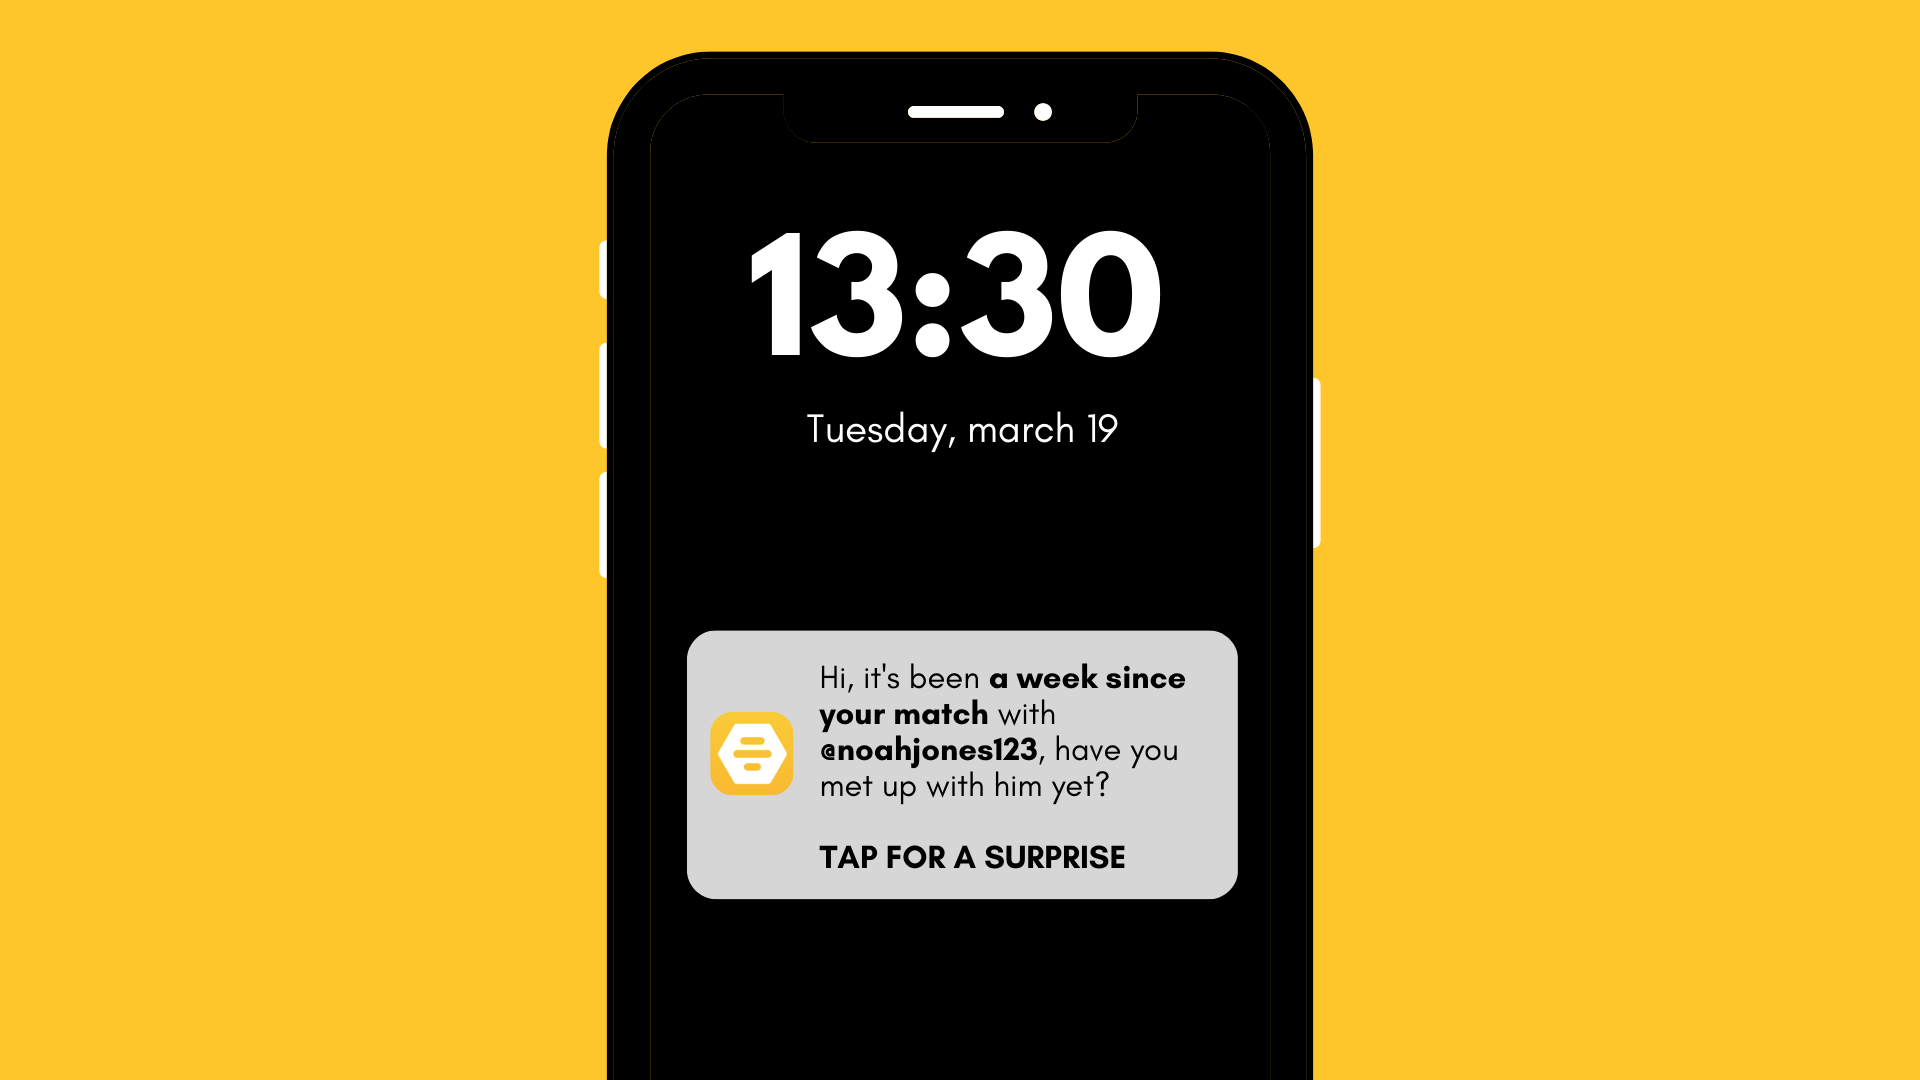 13:30
Tuesday, march 19
Hi, it's been a week since
your match with
@noahjones123, have you
met up with him yet?
TAP FOR A SURPRISE